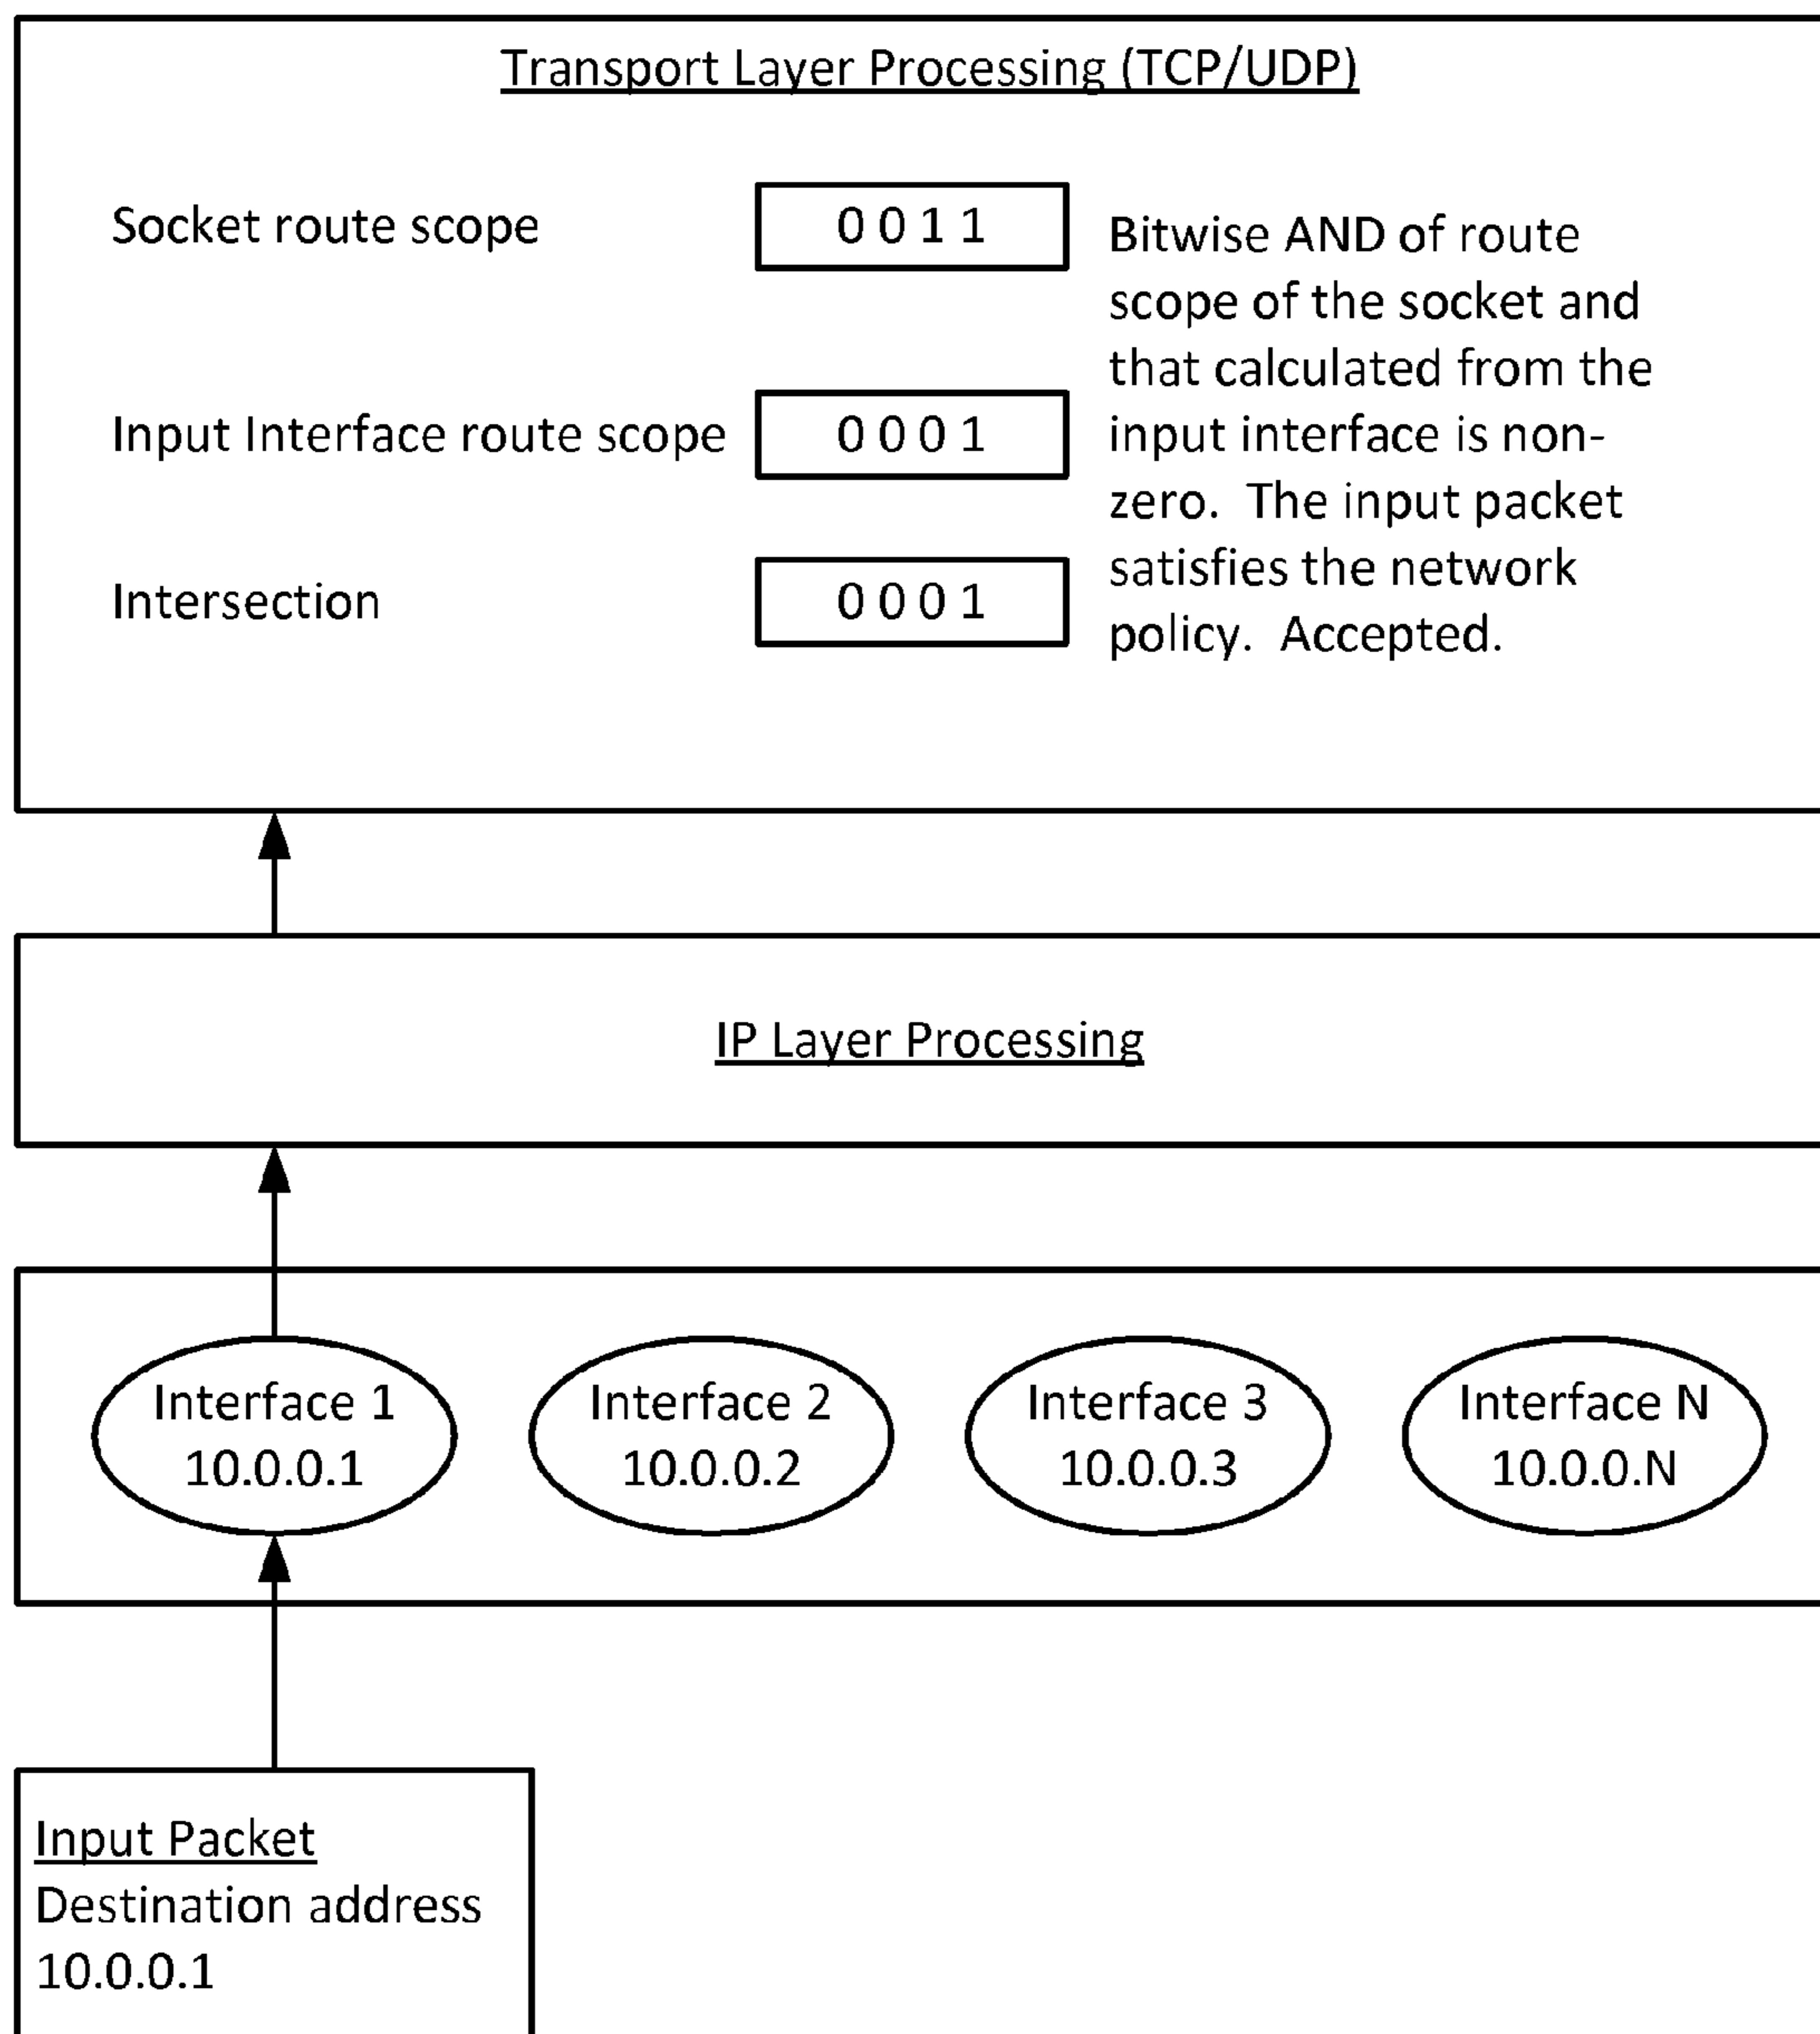 Transport Layer Processing (TCP/UDP)
Socket route scope
0 0 1 1
Input Interface route scope
0 0 0 1
Intersection
0 0 0 1
Bitwise AND of route
scope of the socket and
that calculated from the
input interface is non-
zero.  The input packet
satisfies the network
policy.  Accepted.
IP Layer Processing
Interface 1
10.0.0.1
Interface 2
10.0.0.2
Interface 3
10.0.0.3
Interface N
10.0.0.N
Input Packet
Destination address
10.0.0.1